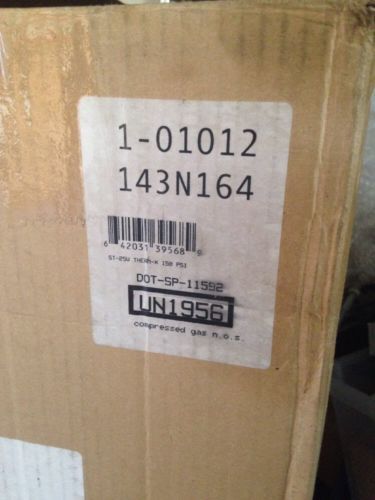 1-01012
143N164
6 42031 39568 9
ST-25V THERM-X 150 PSI
DOT-SP-11592
UN1956
compressed gas n.o.s.